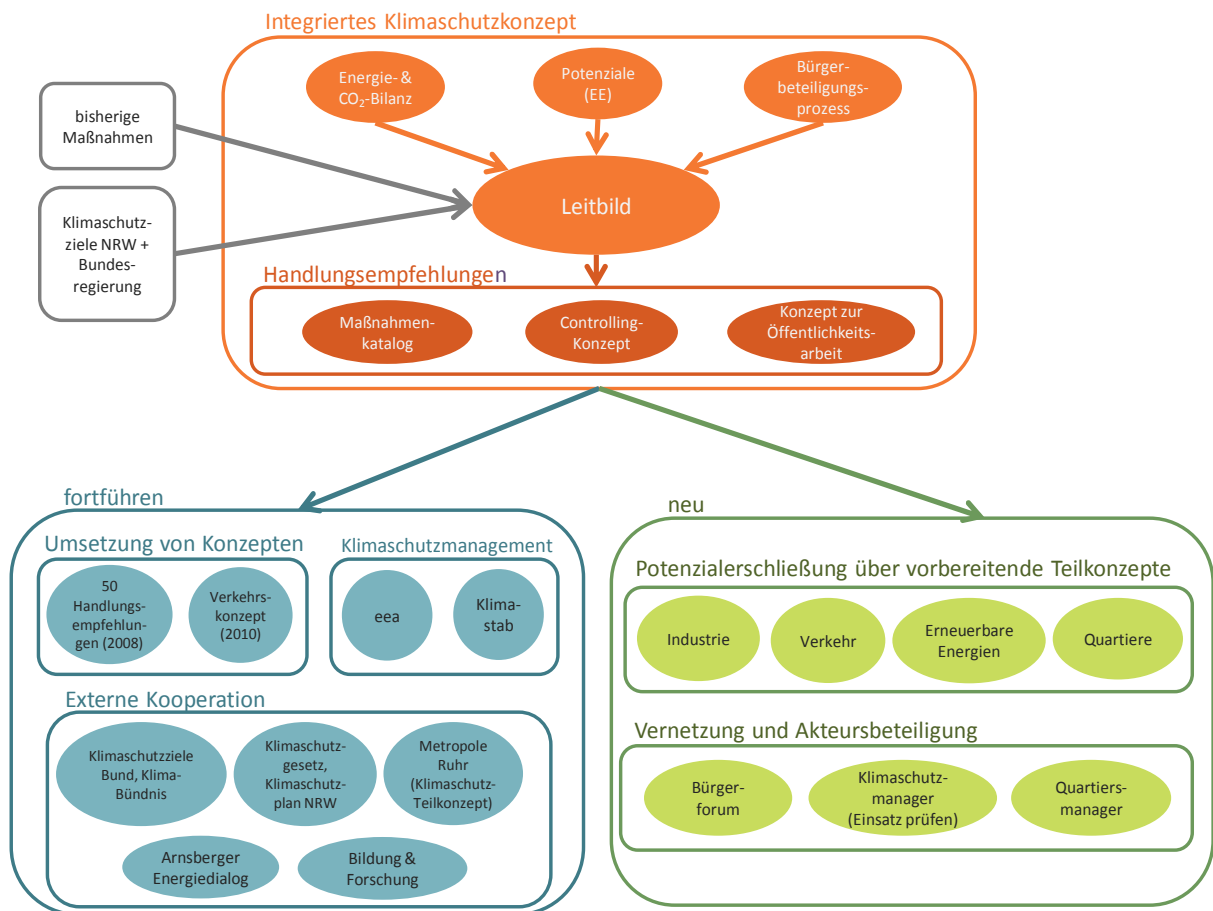 Integriertes Klimaschutzkonzept
Energie- &
CO₂-Bilanz
Potenziale
(EE)
Bürger-
beteiligungs-
prozess
bisherige
Maßnahmen
Klimaschutz-
ziele NRW +
Bundes-
regierung
Leitbild
Handlungsempfehlungen
Maßnahmen-
katalog
Controlling-
Konzept
Konzept zur
Öffentlichkeits-
arbeit
fortführen
Umsetzung von Konzepten
50
Handlungs-
empfehlun-
gen (2008)
Verkehrs-
konzept
(2010)
Klimaschutzmanagement
eea
Klima-
stab
Externe Kooperation
Klimaschutzziele
Bund, Klima-
Bündnis
Klimaschutz-
gesetz,
Klimaschutz-
plan NRW
Metropole
Ruhr
(Klimaschutz-
Teilkonzept)
Arnsberger
Energiedialog
Bildung &
Forschung
neu
Potenzialerschließung über vorbereitende Teilkonzepte
Industrie
Verkehr
Erneuerbare
Energien
Quartiere
Vernetzung und Akteursbeteiligung
Bürger-
forum
Klimaschutz-
manager
(Einsatz prüfen)
Quartiers-
manager